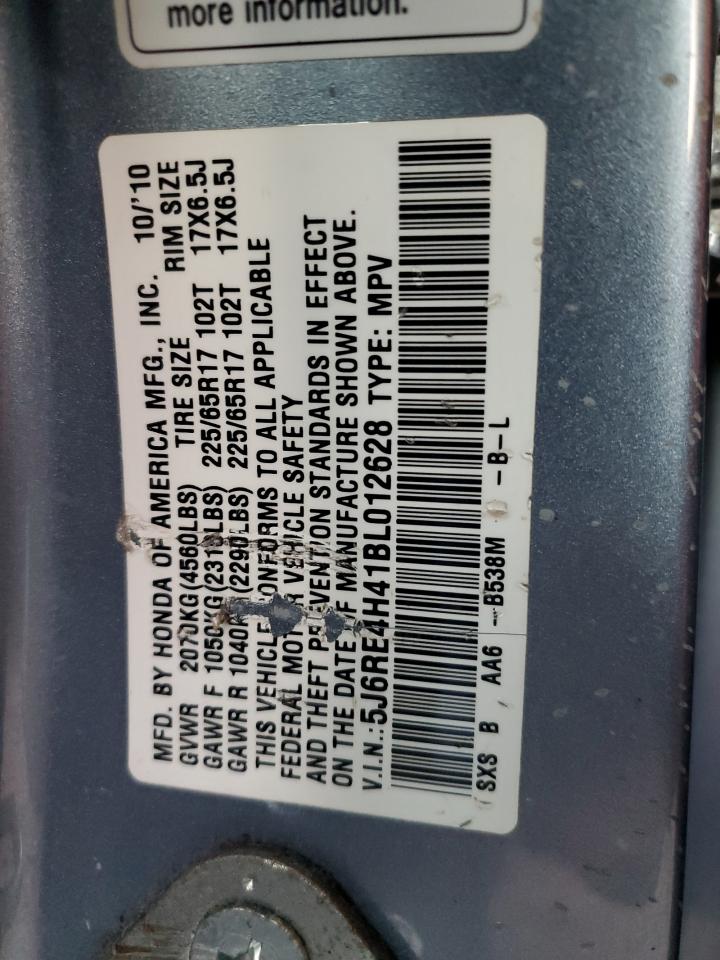 more information.
MFD. BY HONDA OF AMERICA MFG., INC. 10/'10
GVWR 2070KG(4560LBS) TIRE SIZE RIM SIZE
GAWR F 1050KG(2310LBS) 225/65R17 102T 17X6.5J
GAWR R 1040KG(2290LBS) 225/65R17 102T 17X6.5J
THIS VEHICLE CONFORMS TO ALL APPLICABLE
FEDERAL MOTOR VEHICLE SAFETY
AND THEFT PREVENTION STANDARDS IN EFFECT
ON THE DATE OF MANUFACTURE SHOWN ABOVE.
V.I.N.:5J6RE4H41BL012628 TYPE: MPV
SXS B AA6 -B538M -B-L